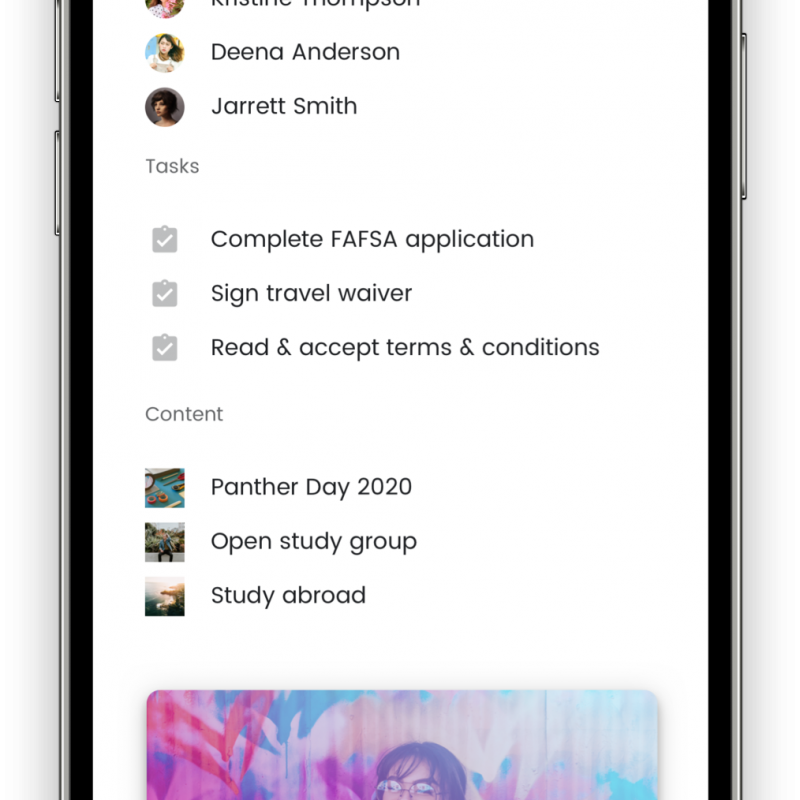 Kristine Thompson
Deena Anderson
Jarrett Smith
Tasks
Complete FAFSA application
Sign travel waiver
Read & accept terms & conditions
Content
Panther Day 2020
Open study group
Study abroad